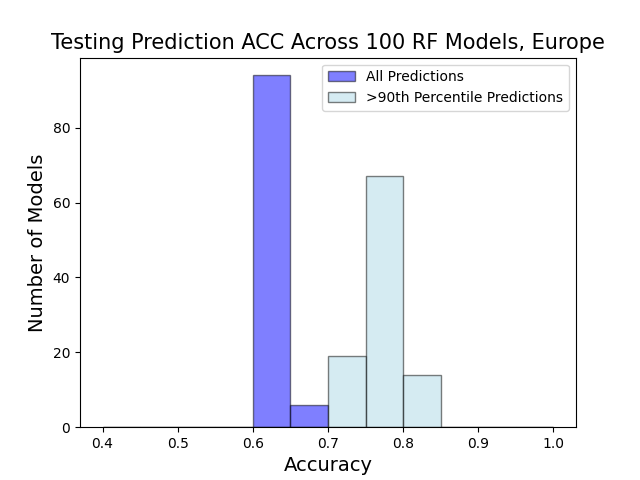 Testing Prediction ACC Across 100 RF Models, Europe
All Predictions
>90th Percentile Predictions
Number of Models
80
60
40
20
0
0.4 0.5 0.6 0.7 0.8 0.9 1.0
Accuracy